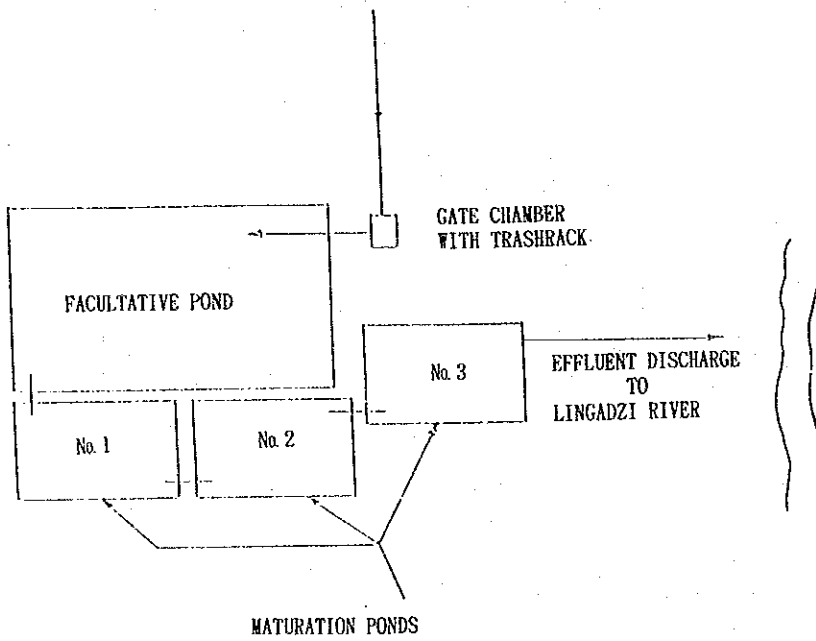 GATE CHAMBER
WITH TRASHRACK
FACULTATIVE POND
No. 3
EFFLUENT DISCHARGE
TO
LINGADZI RIVER
No. 1
No. 2
MATURATION PONDS